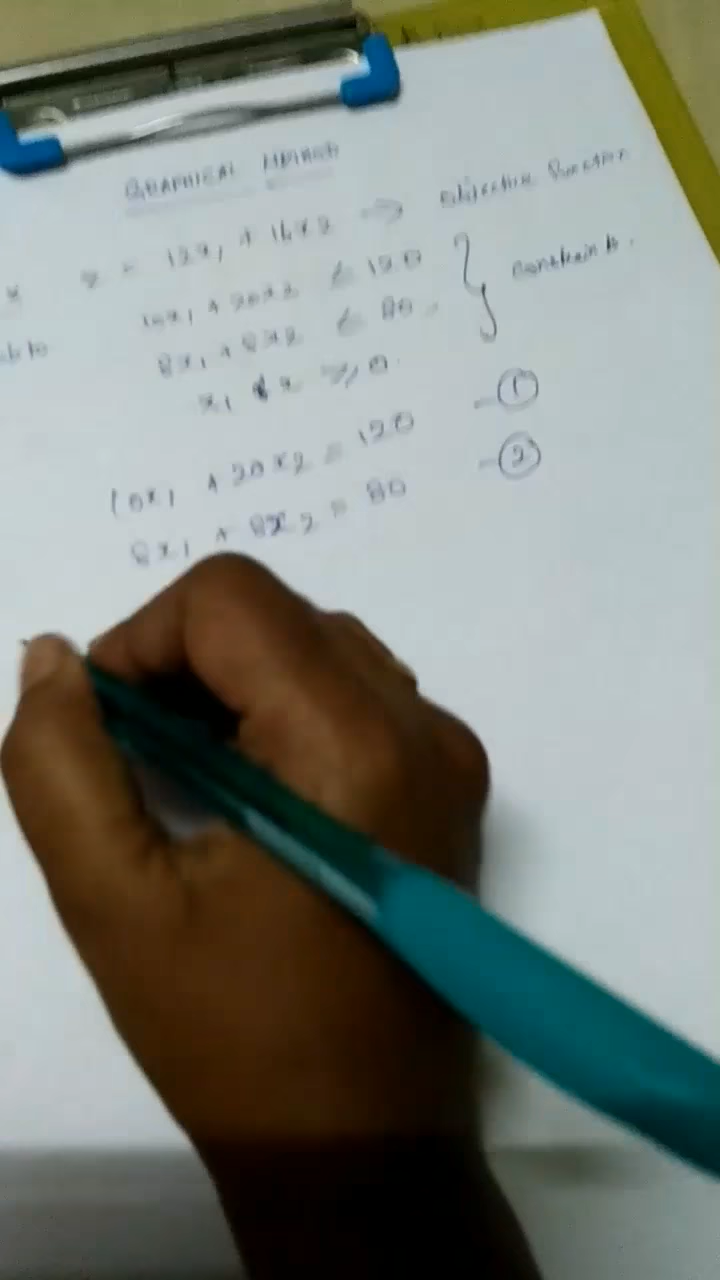 GRAPHICAL METHOD
x z = 12x1 + 16x2 → objective function
10x1 + 20x2 ≤ 120
to 8x1 + 8x2 ≤ 80 } constraints.
x1 & x ≥ 0
10x1 + 20x2 = 120 - ①
8x1 + 8x2 = 80 - ②